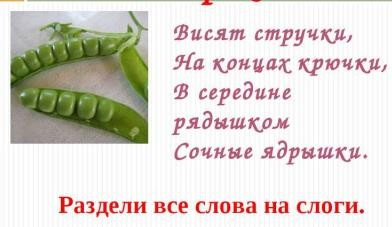 Висят стручки,
На концах крючки,
В середине
рядышком
Сочные ядрышки.
Раздели все слова на слоги.